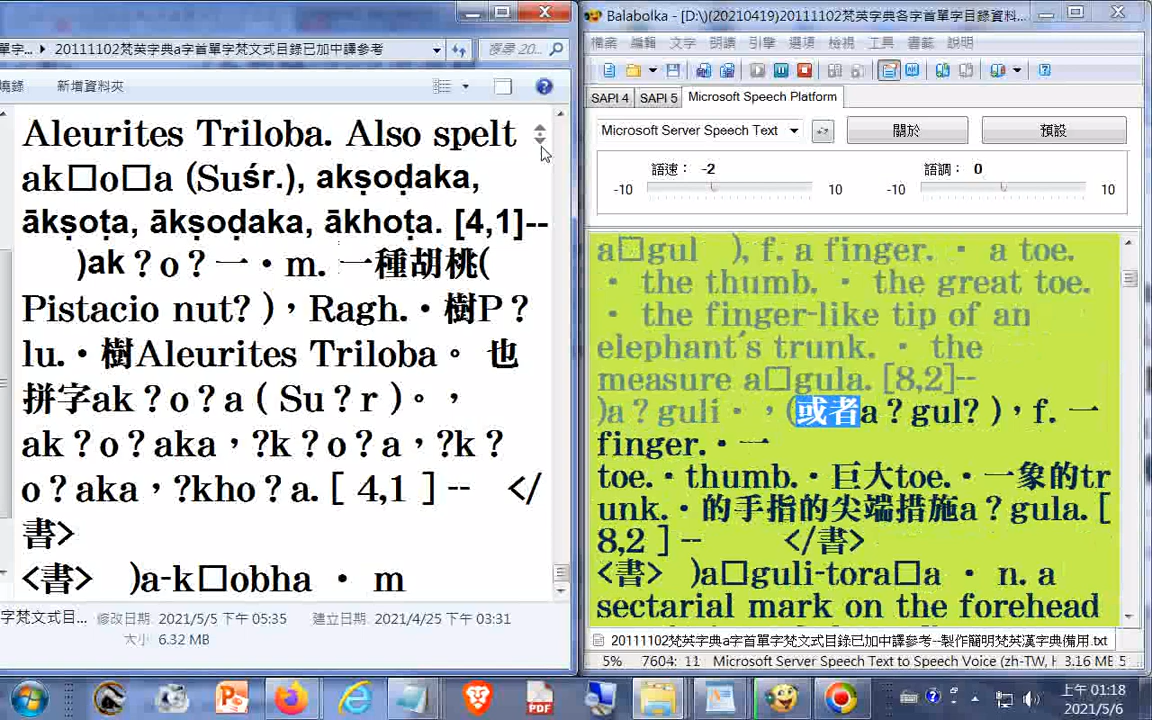 單字... ▸ 20111102梵英字典a字首單字梵文式目錄已加中譯參考
搜尋 20...
燒錄 新增資料夾
Aleurites Triloba. Also spelt
ak□o□a (Suśr.), akṣoḍaka,
ākṣoṭa, ākṣoḍaka, ākhoṭa. [4,1]--
)ak？o？一・m. 一種胡桃(
Pistacio nut? )，Ragh.・樹P？
lu.・樹Aleurites Triloba。 也
拼字ak？o？a ( Su？r )。，
ak？o？aka，?k？o？a，?k？
o？aka，?kho？a. [ 4,1 ] -- </
書>
<書> )a-k□obha ・ m
字梵文式目... 修改日期: 2021/5/5 下午 05:35 建立日期: 2021/4/25 下午 03:31
大小: 6.32 MB
Balabolka - [D:\)(20210419)20111102梵英字典各字首單字目錄資料...
檔案 編輯 文字 朗讀 引擎 選項 檢視 工具 書籤 說明
SAPI 4 SAPI 5 Microsoft Speech Platform
Microsoft Server Speech Text 關於 預設
語速： -2 語調： 0
-10 10 -10 10
a□gul ), f. a finger. ・ a toe.
・ the thumb. ・ the great toe.
・ the finger-like tip of an
elephant's trunk. ・ the
measure a□gula. [8,2]--
)a？guli・，(或者a？gul? )，f. 一
finger.・一
toe.・thumb.・巨大toe.・一象的tr
unk.・的手指的尖端措施a？gula. [
8,2 ] -- </書>
<書> )a□guli-tora□a ・ n. a
sectarial mark on the forehead
20111102梵英字典a字首單字梵文式目錄已加中譯參考--製作簡明梵英漢字典備用.txt
5% 7604: 11 Microsoft Server Speech Text to Speech Voice (zh-TW, H 3.16 MB 5
PDF
上午 01:18
2021/5/6